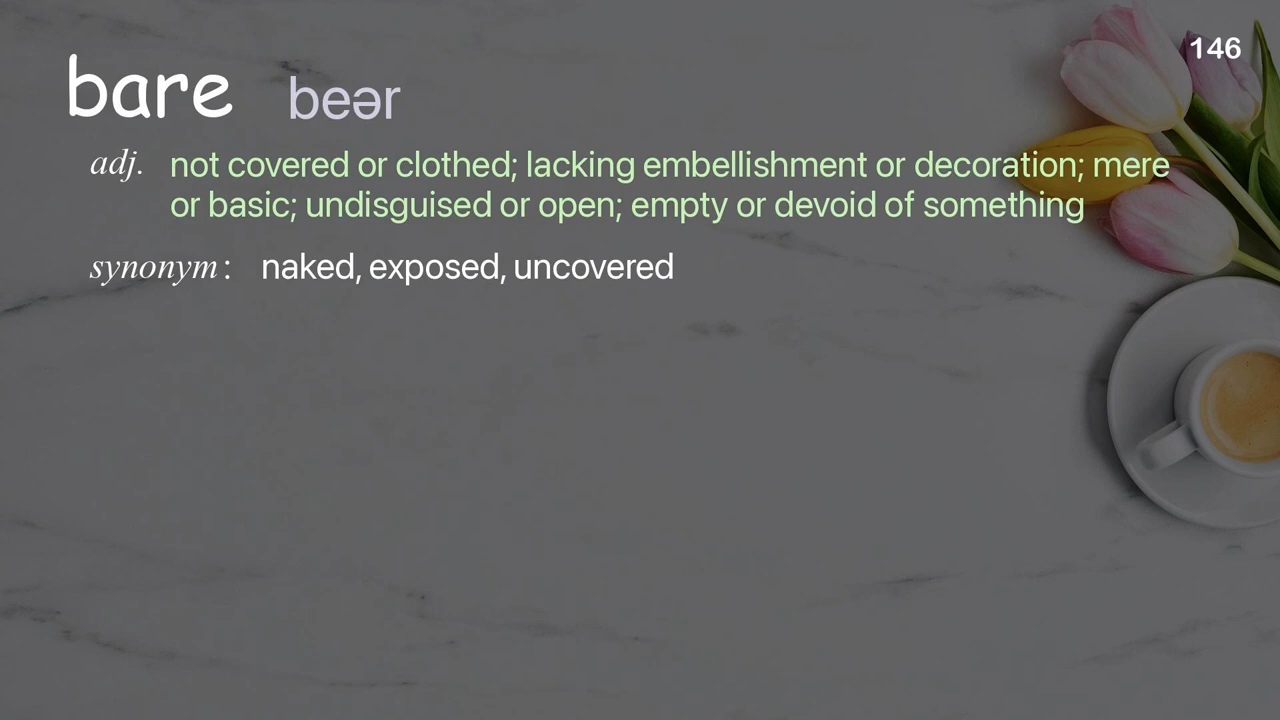 146
bare beər
adj. not covered or clothed; lacking embellishment or decoration; mere
or basic; undisguised or open; empty or devoid of something
synonym: naked, exposed, uncovered